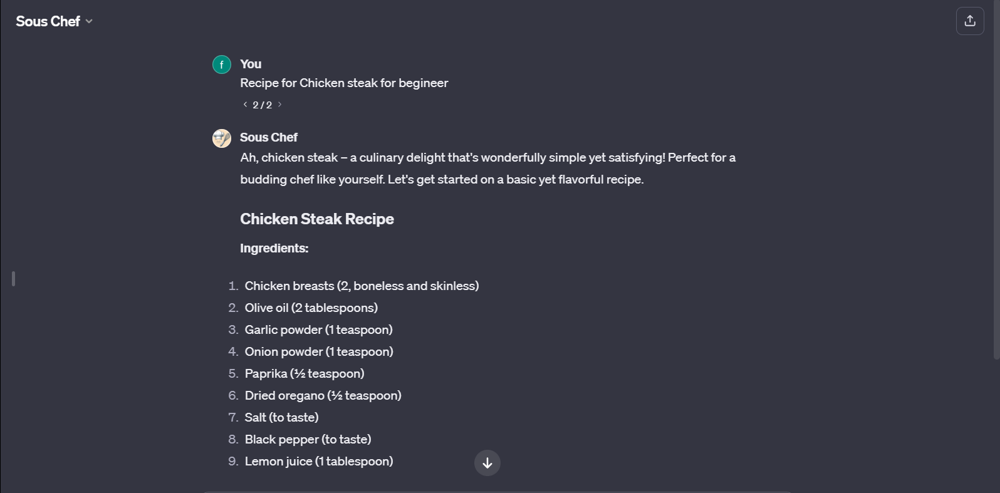 Sous Chef
f
You
Recipe for Chicken steak for begineer
2 / 2
Sous Chef
Ah, chicken steak – a culinary delight that's wonderfully simple yet satisfying! Perfect for a
budding chef like yourself. Let's get started on a basic yet flavorful recipe.
Chicken Steak Recipe
Ingredients:
1. Chicken breasts (2, boneless and skinless)
2. Olive oil (2 tablespoons)
3. Garlic powder (1 teaspoon)
4. Onion powder (1 teaspoon)
5. Paprika (½ teaspoon)
6. Dried oregano (½ teaspoon)
7. Salt (to taste)
8. Black pepper (to taste)
9. Lemon juice (1 tablespoon)